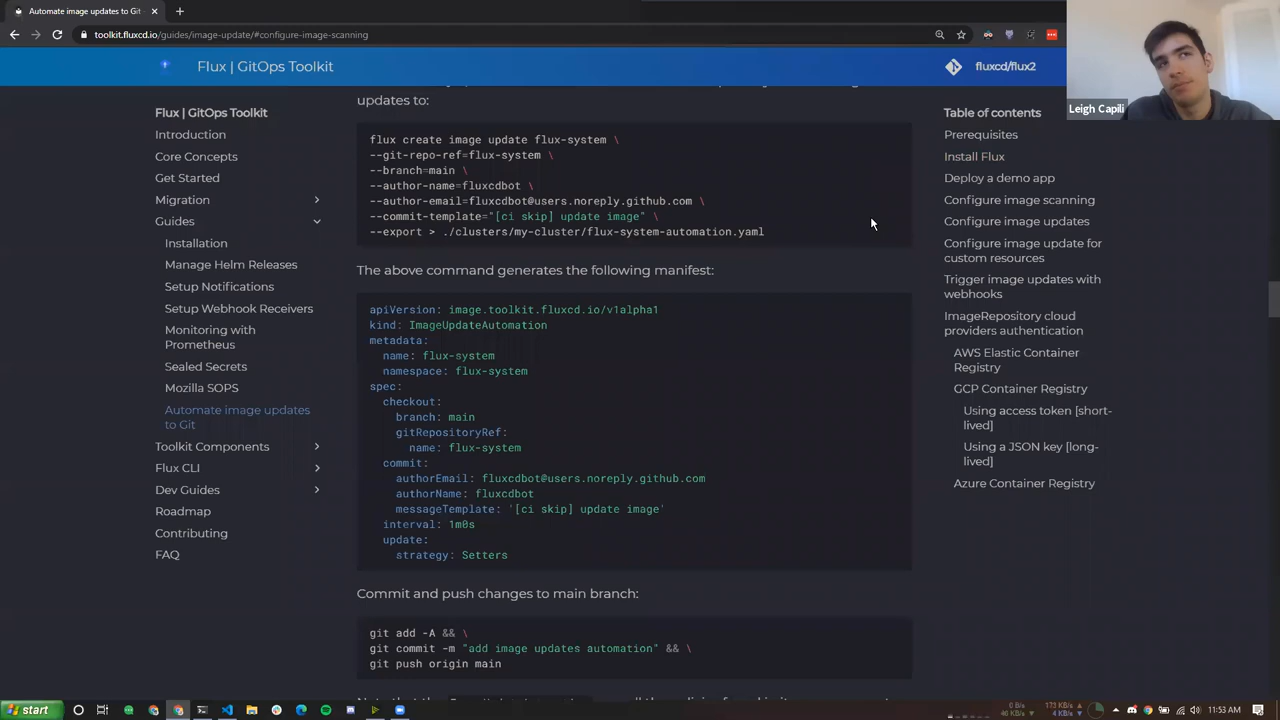 Automate image updates to
toolkit.fluxcd.io/guides/image-update/#configure-image-scanning
Flux | GitOps Toolkit
fluxcd/flux2
Leigh Capili
Flux | GitOps Toolkit
Introduction
Core Concepts
Get Started
Migration
Guides
Installation
Manage Helm Releases
Setup Notifications
Setup Webhook Receivers
Monitoring with
Prometheus
Sealed Secrets
Mozilla SOPS
Automate image updates
to Git
Toolkit Components
Flux CLI
Dev Guides
Roadmap
Contributing
FAQ
updates to:
flux create image update flux-system \
--git-repo-ref=flux-system \
--branch=main \
--author-name=fluxcdbot \
--author-email=fluxcdbot@users.noreply.github.com \
--commit-template="[ci skip] update image" \
--export > ./clusters/my-cluster/flux-system-automation.yaml
The above command generates the following manifest:
apiVersion: image.toolkit.fluxcd.io/v1alpha1
kind: ImageUpdateAutomation
metadata:
name: flux-system
namespace: flux-system
spec:
checkout:
branch: main
gitRepositoryRef:
name: flux-system
commit:
authorEmail: fluxcdbot@users.noreply.github.com
authorName: fluxcdbot
messageTemplate: '[ci skip] update image'
interval: 1m0s
update:
strategy: Setters
Commit and push changes to main branch:
git add -A && \
git commit -m "add image updates automation" && \
git push origin main
Table of contents
Prerequisites
Install Flux
Deploy a demo app
Configure image scanning
Configure image updates
Configure image update for
custom resources
Trigger image updates with
webhooks
ImageRepository cloud
providers authentication
AWS Elastic Container
Registry
GCP Container Registry
Using access token [short-
lived]
Using a JSON key [long-
lived]
Azure Container Registry
start
11:53 AM